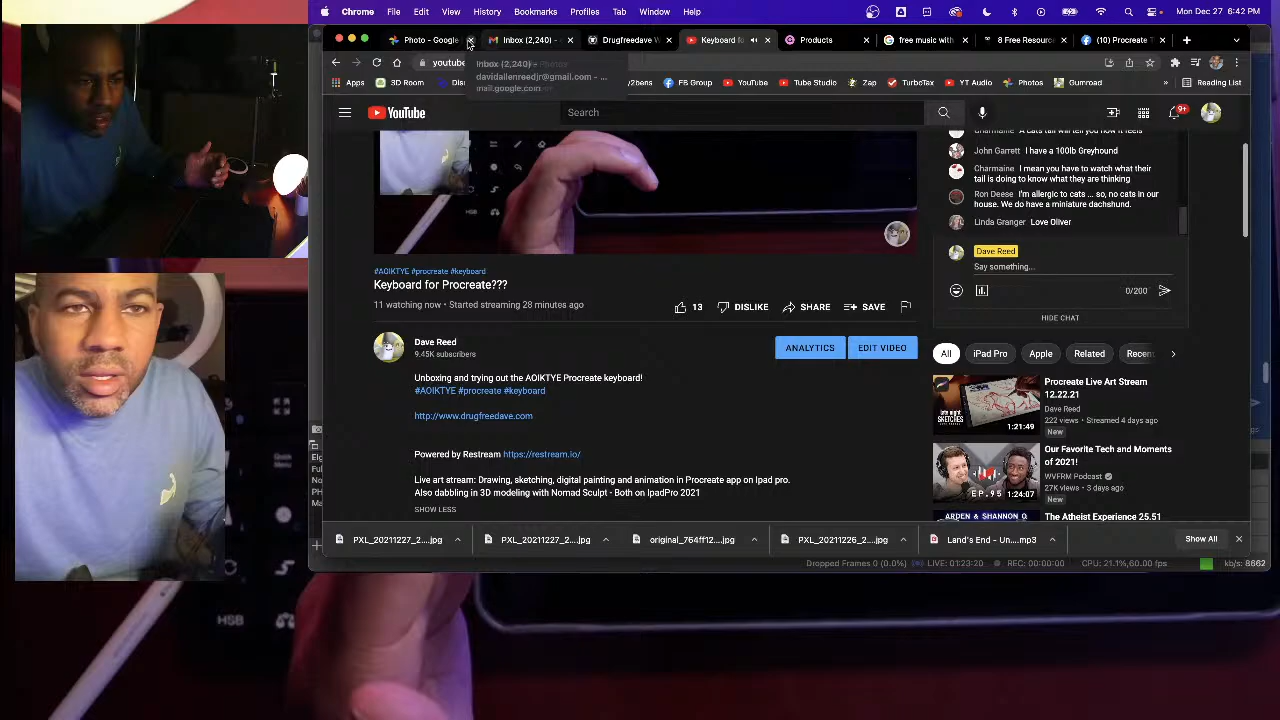 Chrome File Edit View History Bookmarks Profiles Tab Window Help Mon Dec 27 6:42 PM
Photo - Google Inbox (2,240) - Drugfreedave Keyboard fo Products free music with 8 Free Resour (10) Procreate T
youtube
Inbox (2,240) -
davidallenreedjr@gmail.com - ...
mail.google.com
Apps 3D Room FB Group YouTube Tube Studio Zap TurboTax YT Audio Photos Gumroad Reading List
YouTube Search 9+
Charmaine A cats tail will tell you how it feels
John Garrett I have a 100lb Greyhound
Charmaine I mean you have to watch what their
tail is doing to know what they are thinking
Ron Deese I'm allergic to cats ... so, no cats in our
house. We do have a miniature dachshund.
Linda Granger Love Oliver
Dave Reed
Say something...
0/200
HIDE CHAT
HSB
#AOIKTYE #procreate #keyboard
Keyboard for Procreate???
11 watching now • Started streaming 28 minutes ago
13 DISLIKE SHARE SAVE
Dave Reed
9.45K subscribers
ANALYTICS EDIT VIDEO
Unboxing and trying out the AOIKTYE Procreate keyboard!
#AOIKTYE #procreate #keyboard
http://www.drugfreedave.com
Powered by Restream https://restream.io/
Live art stream: Drawing, sketching, digital painting and animation in Procreate app on Ipad pro.
Also dabbling in 3D modeling with Nomad Sculpt - Both on IpadPro 2021
SHOW LESS
All iPad Pro Apple Related Recen
Procreate Live Art Stream
12.22.21
Dave Reed
222 views • Streamed 4 days ago
New
late night
SKETCHES
1:21:49
Our Favorite Tech and Moments
of 2021!
WVFRM Podcast
27K views • 3 days ago
New
EP.95
1:24:07
The Atheist Experience 25.51
ARDEN & SHANNON Q
PXL_20211227_2....jpg PXL_20211227_2....jpg original_764ff12....jpg PXL_20211226_2....jpg Land's End - Un....mp3 Show All
Dropped Frames 0 (0.0%) LIVE: 01:23:20 REC: 00:00:00 CPU: 21.1%,60.00 fps kb/s: 8662
Quick
Menu
HSB